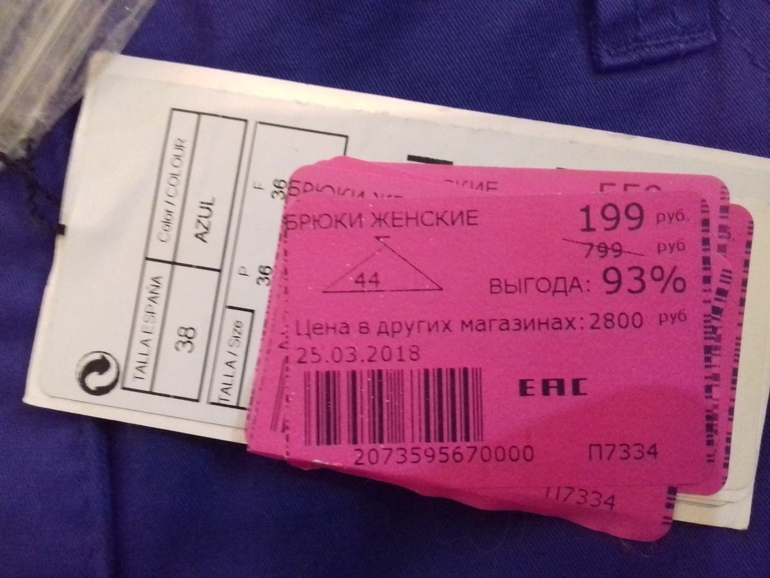 Color/COLOUR
AZUL
TALLA ESPAÑA
38
TALLA/Size
F 36
P 36
БРЮКИ ЖЕНСКИЕ
199 руб.
799 руб
44
ВЫГОДА: 93%
Цена в других магазинах: 2800 руб
25.03.2018
EAC
2073595670000
П7334
П7334